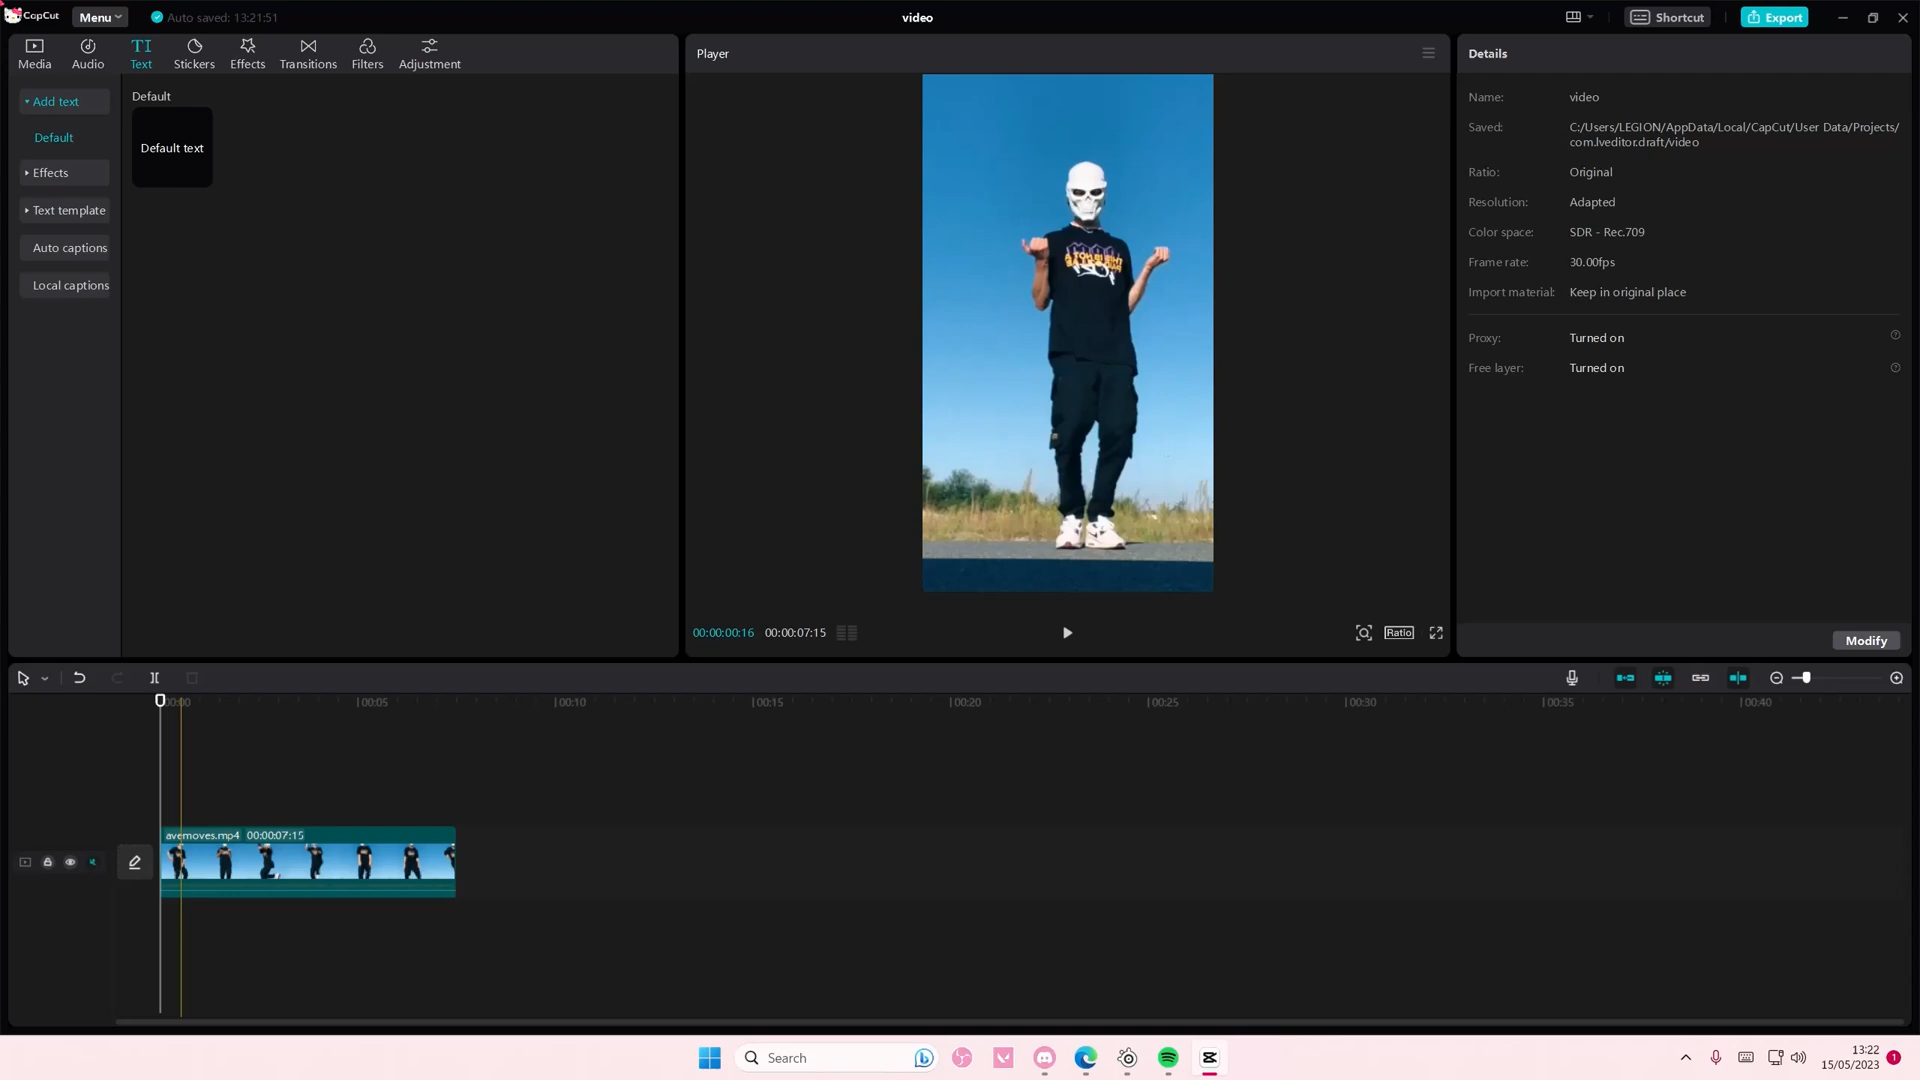 CapCut
Menu
Auto saved: 13:21:51
video
Shortcut
Export
Media
Audio
TI
Text
Stickers
Effects
Transitions
Filters
Adjustment
Add text
Default
Effects
Text template
Auto captions
Local captions
Default
Default text
Player
00:00:00:16
00:00:07:15
Ratio
Details
Name: video
Saved: C:/Users/LEGION/AppData/Local/CapCut/User Data/Projects/
com.lveditor.draft/video
Ratio: Original
Resolution: Adapted
Color space: SDR - Rec.709
Frame rate: 30.00fps
Import material: Keep in original place
Proxy: Turned on
Free layer: Turned on
Modify
00:00 |00:05 |00:10 |00:15 |00:20 |00:25 |00:30 |00:35 |00:40
avemoves.mp4 00:00:07:15
Search
13:22
15/05/2023
1